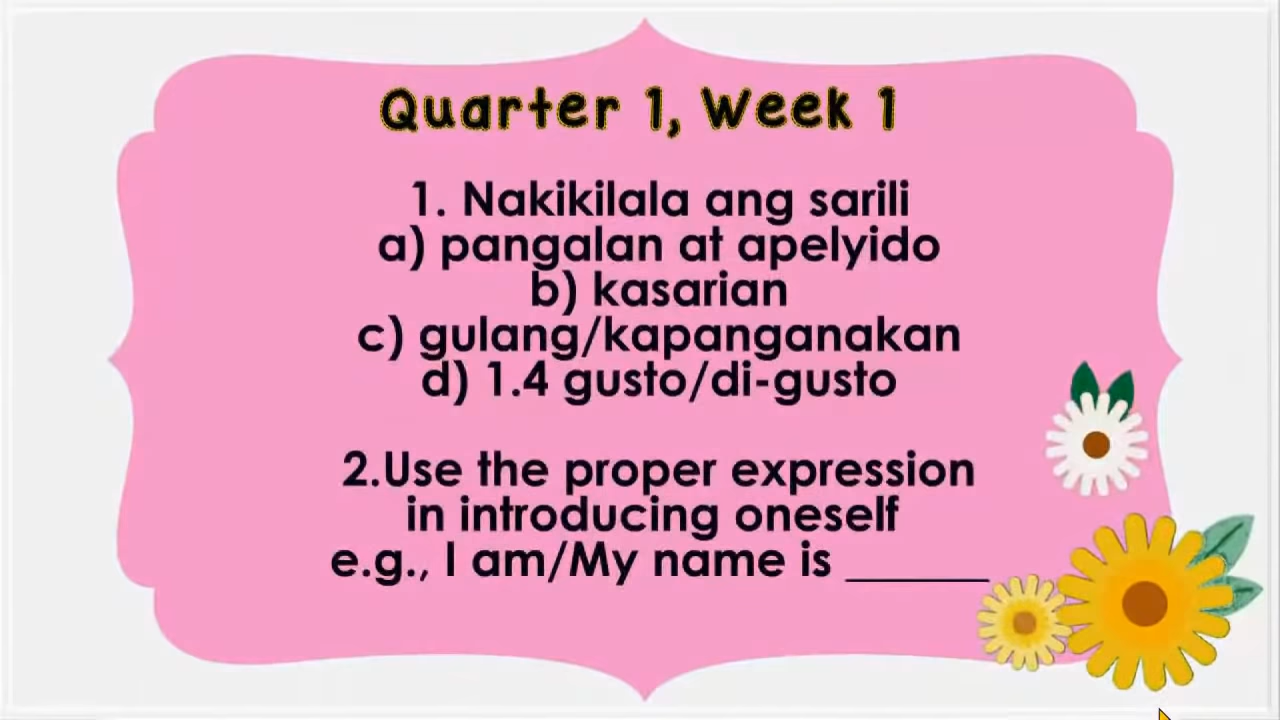 Quarter 1, Week 1
1. Nakikilala ang sarili
a) pangalan at apelyido
b) kasarian
c) gulang/kapanganakan
d) 1.4 gusto/di-gusto
2.Use the proper expression
in introducing oneself
e.g., I am/My name is ______